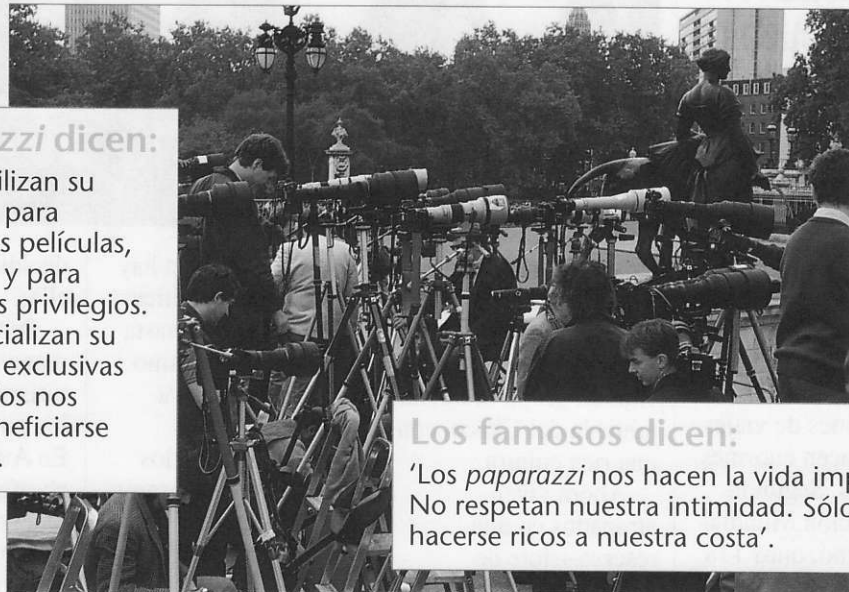 zzi dicen:
ilizan su
para
s películas,
y para
s privilegios.
cializan su
exclusivas
os nos
neficiarse
Los famosos dicen:
'Los paparazzi nos hacen la vida imp
No respetan nuestra intimidad. Sólo
hacerse ricos a nuestra costa'.